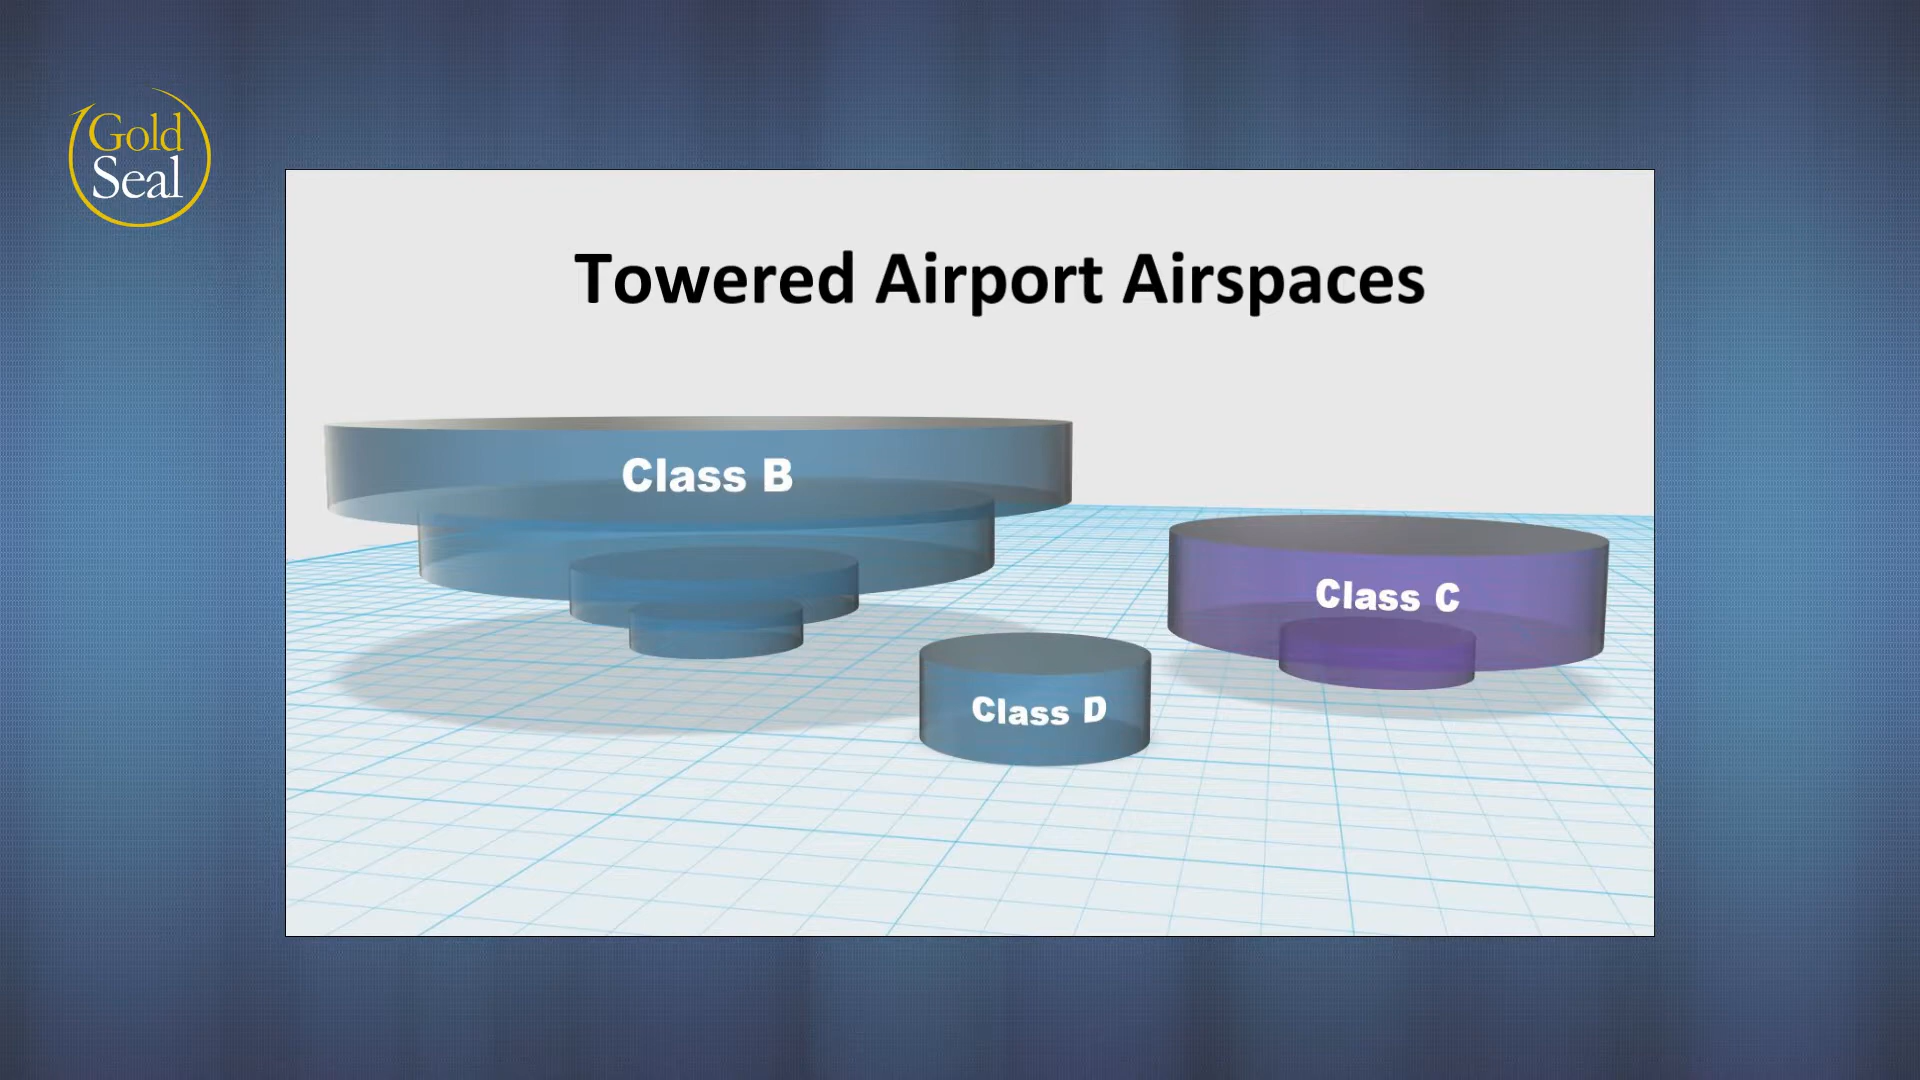 Gold
Seal
Towered Airport Airspaces
Class B
Class C
Class D